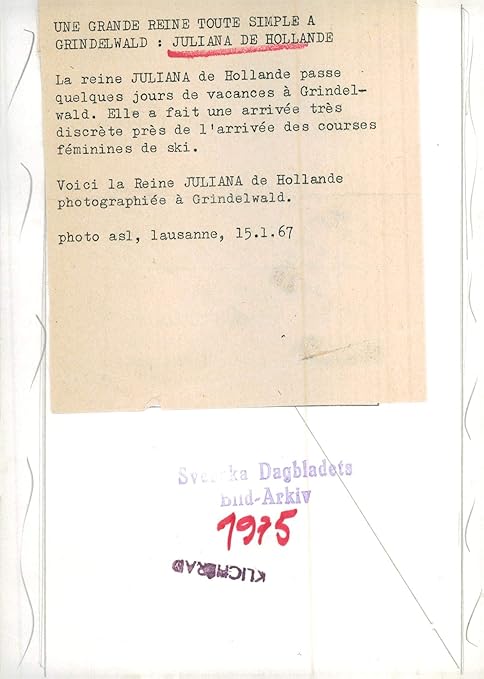 UNE GRANDE REINE TOUTE SIMPLE A
GRINDELWALD : JULIANA DE HOLLANDE
La reine JULIANA de Hollande passe
quelques jours de vacances à Grindel-
wald. Elle a fait une arrivée très
discrète près de l'arrivée des courses
féminines de ski.
Voici la Reine JULIANA de Hollande
photographiée à Grindelwald.
photo asl, lausanne, 15.1.67
Svenska Dagbladets
Bild-Arkiv
1975
KLICHERAD